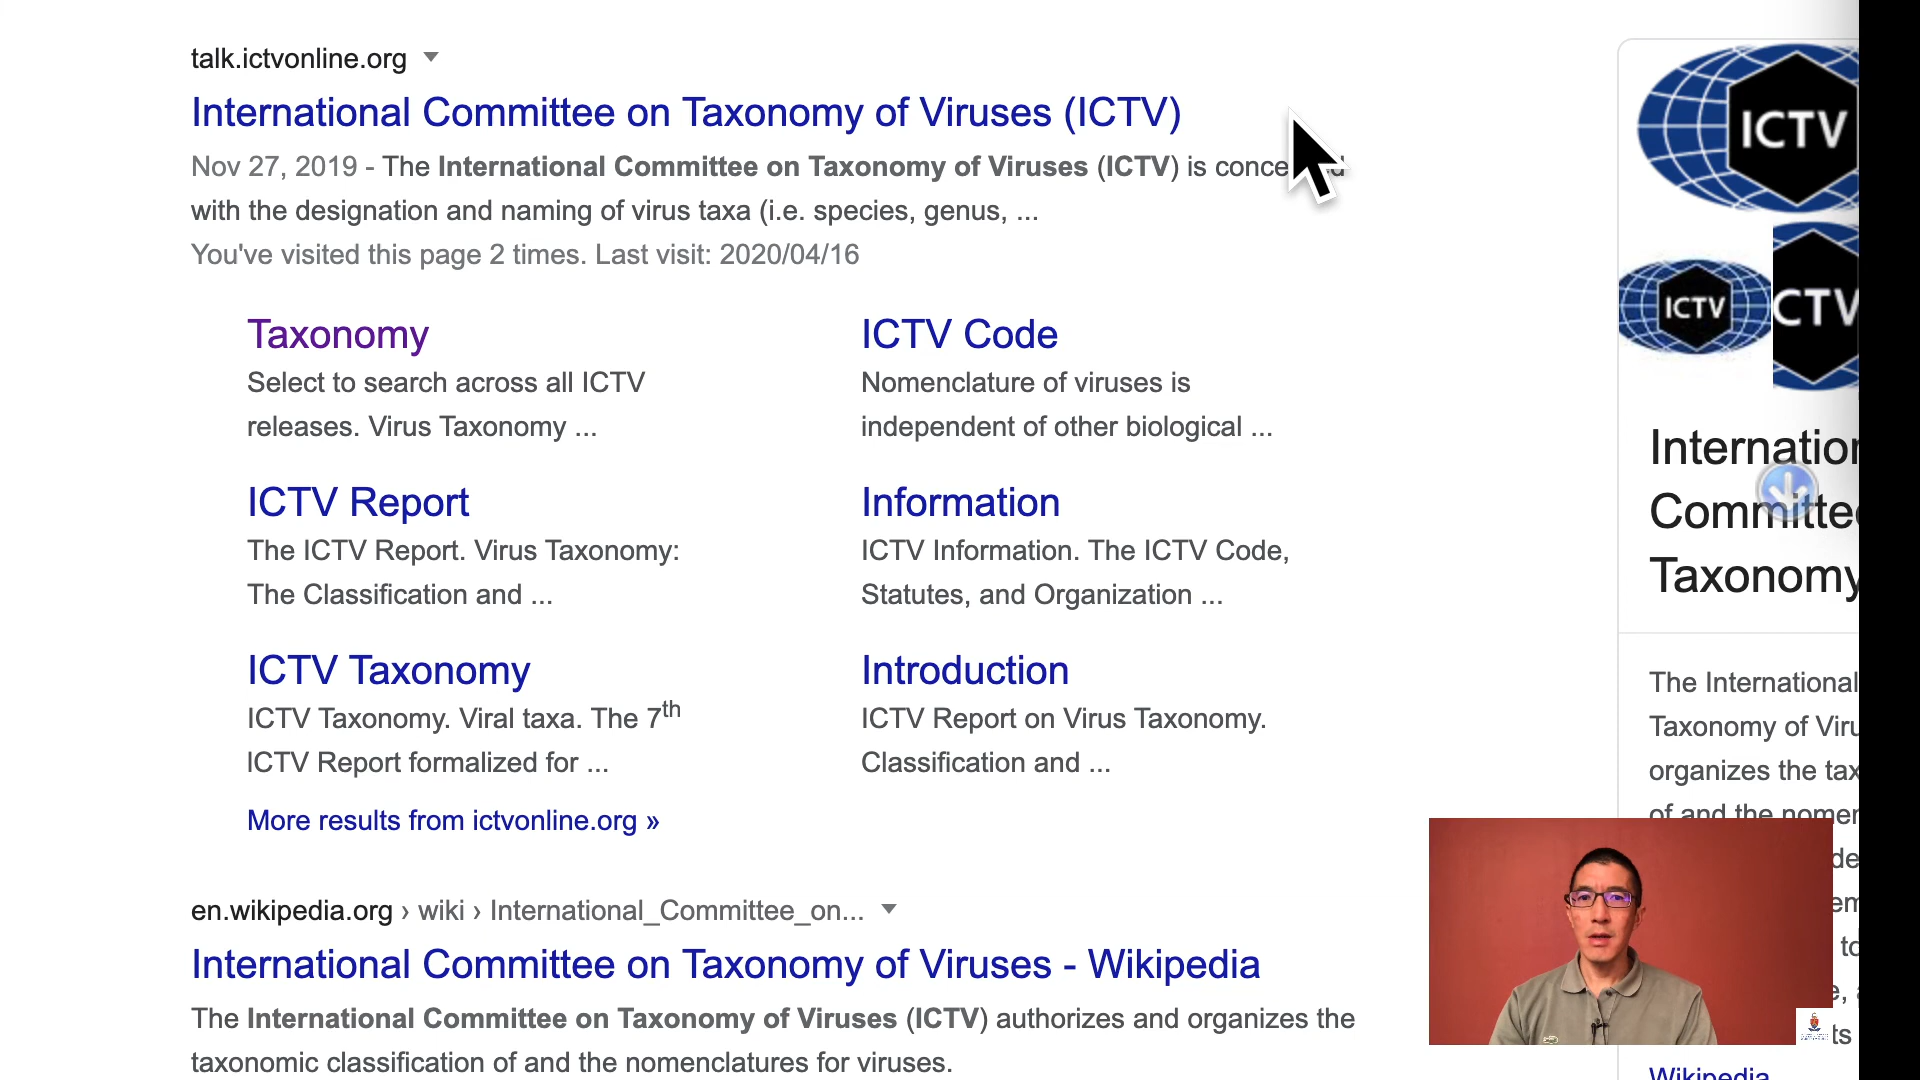 talk.ictvonline.org
International Committee on Taxonomy of Viruses (ICTV)
Nov 27, 2019 - The International Committee on Taxonomy of Viruses (ICTV) is
with the designation and naming of virus taxa (i.e. species, genus, ...
You've visited this page 2 times. Last visit: 2020/04/16
Taxonomy
Select to search across all ICTV
releases. Virus Taxonomy ...
ICTV Code
Nomenclature of viruses is
independent of other biological ...
ICTV Report
The ICTV Report. Virus Taxonomy:
The Classification and ...
Information
ICTV Information. The ICTV Code,
Statutes, and Organization ...
ICTV Taxonomy
ICTV Taxonomy. Viral taxa. The 7th
ICTV Report formalized for ...
Introduction
ICTV Report on Virus Taxonomy.
Classification and ...
More results from ictvonline.org »
en.wikipedia.org › wiki › International_Committee_on...
International Committee on Taxonomy of Viruses - Wikipedia
The International Committee on Taxonomy of Viruses (ICTV) authorizes and organizes the
taxonomic classification of and the nomenclatures for viruses.
ICTV
ICTV
CTV
Taxonomy
The International
Taxonomy of
organizes the
of and the
Wikipedia